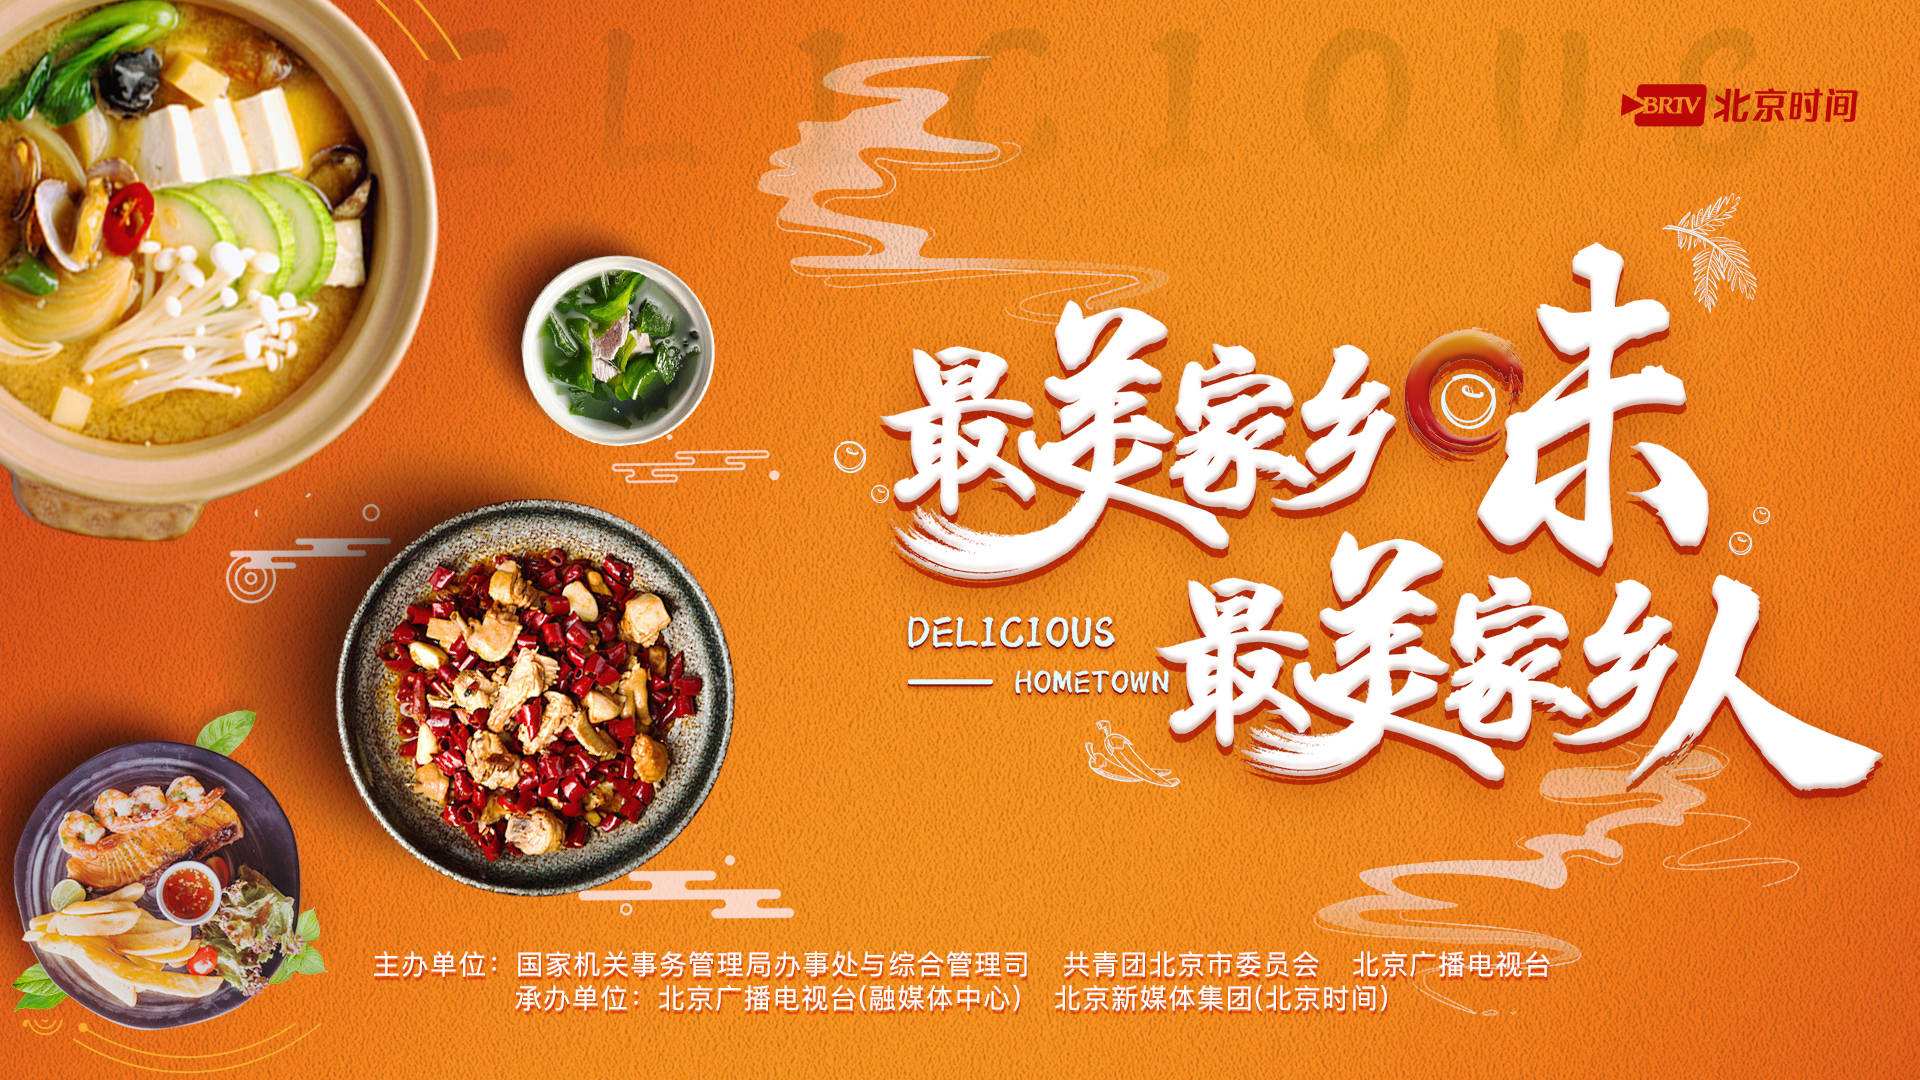 ELICIOUS
BRTV 北京时间
最美家乡味
最美家乡人
DELICIOUS
HOMETOWN
主办单位：国家机关事务管理局办事处与综合管理司 共青团北京市委员会 北京广播电视台
承办单位：北京广播电视台(融媒体中心) 北京新媒体集团(北京时间)